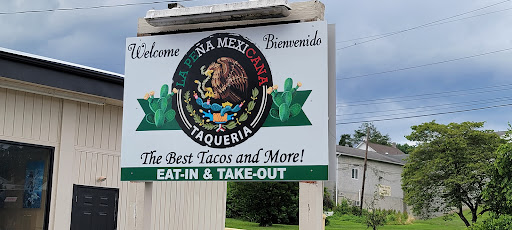 Welcome
Bienvenido
LA PEÑA MEXICANA
TAQUERIA
The Best Tacos and More!
EAT-IN & TAKE-OUT